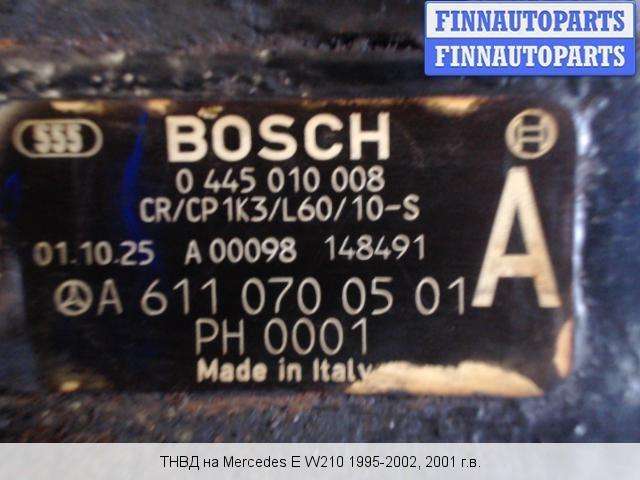 FINNAUTOPARTS
FINNAUTOPARTS
555
BOSCH
0 445 010 008
CR/CP1K3/L60/10-S
01.10.25 A 00098 148491
A
A 611 070 05 01
PH 0001
Made in Italy
ТНВД на Mercedes E W210 1995-2002, 2001 г.в.